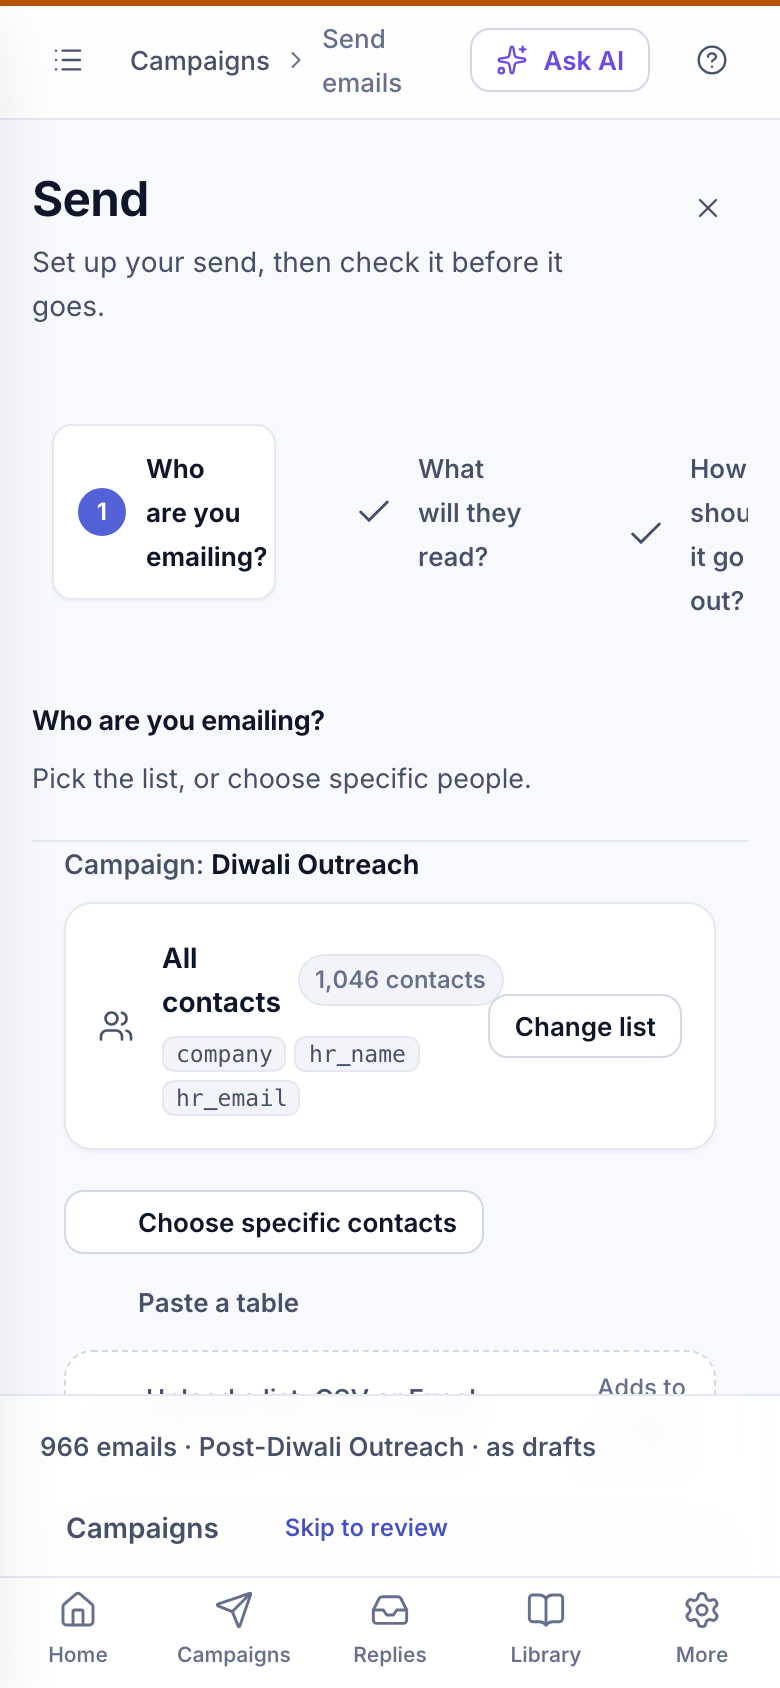 Campaigns
Send
emails
Ask AI
Send
Set up your send, then check it before it
goes.
1
Who
are you
emailing?
What
will they
read?
How
shou
it go
out?
Who are you emailing?
Pick the list, or choose specific people.
Campaign: Diwali Outreach
All
contacts
1,046 contacts
company
hr_name
hr_email
Change list
Choose specific contacts
Paste a table
Adds to
966 emails · Post-Diwali Outreach · as drafts
Campaigns
Skip to review
Home
Campaigns
Replies
Library
More